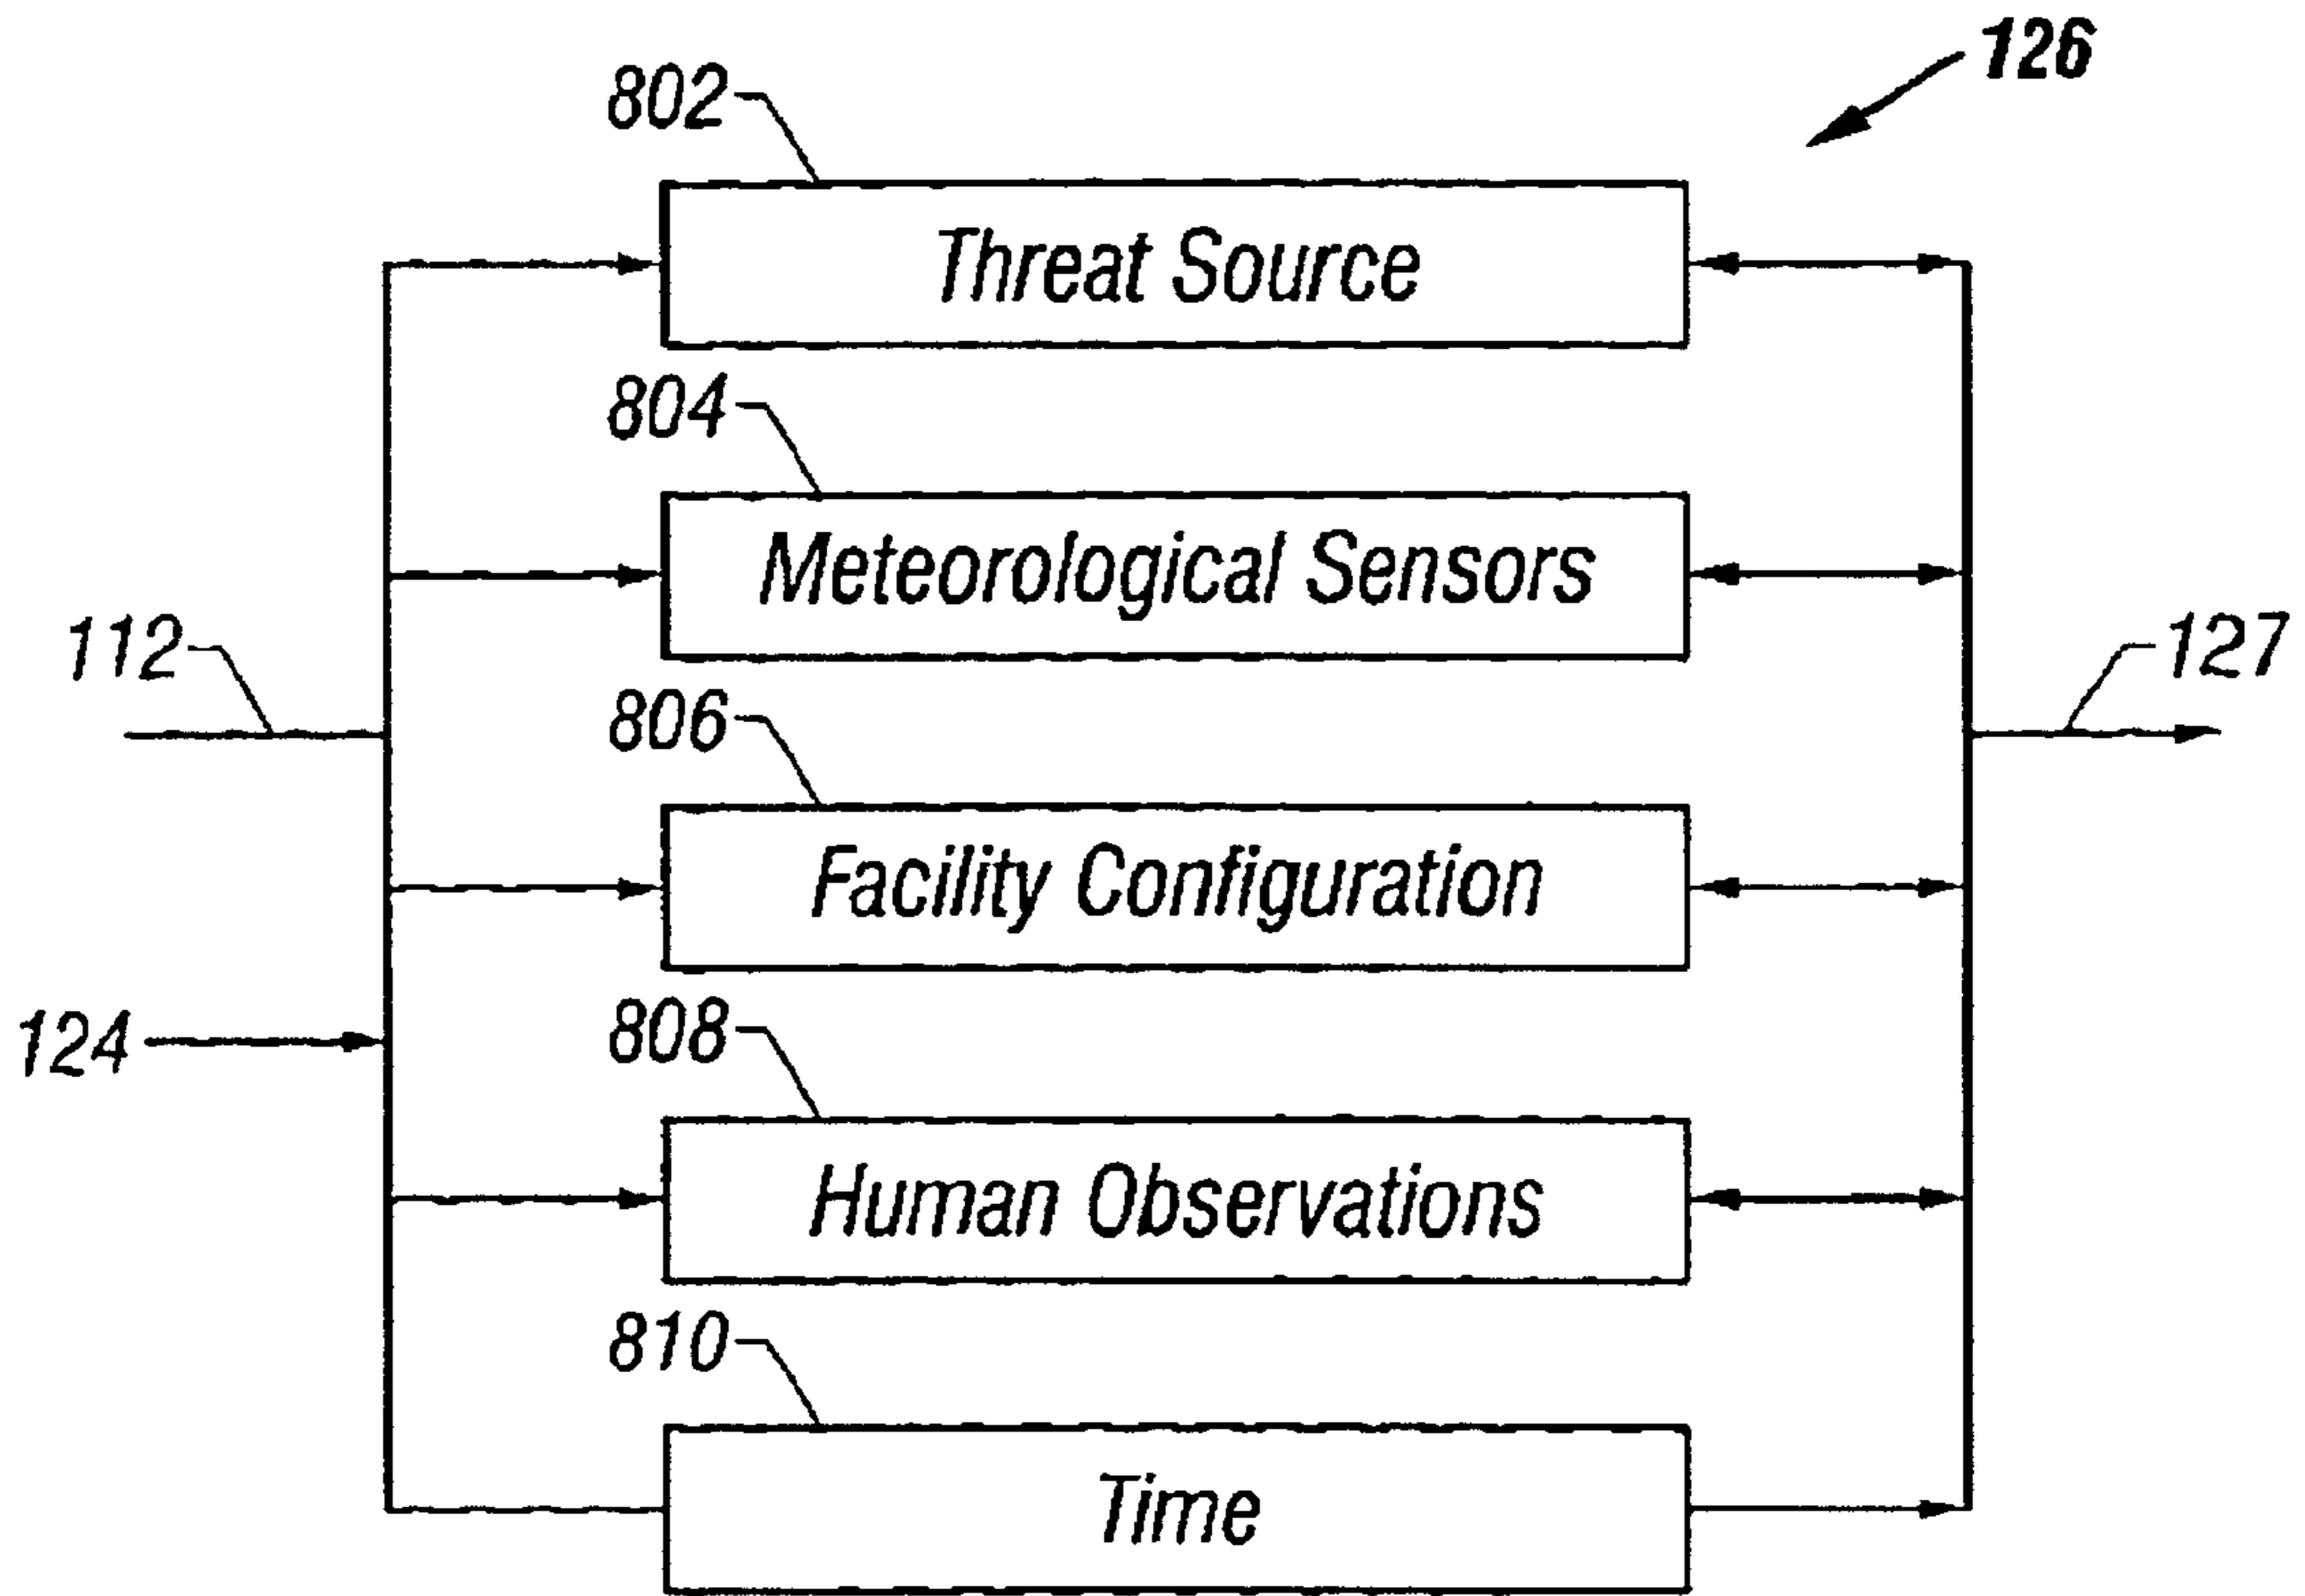 126
802
Threat Source
804
Meteorological Sensors
112
127
806
Facility Configuration
124
808
Human Observations
810
Time